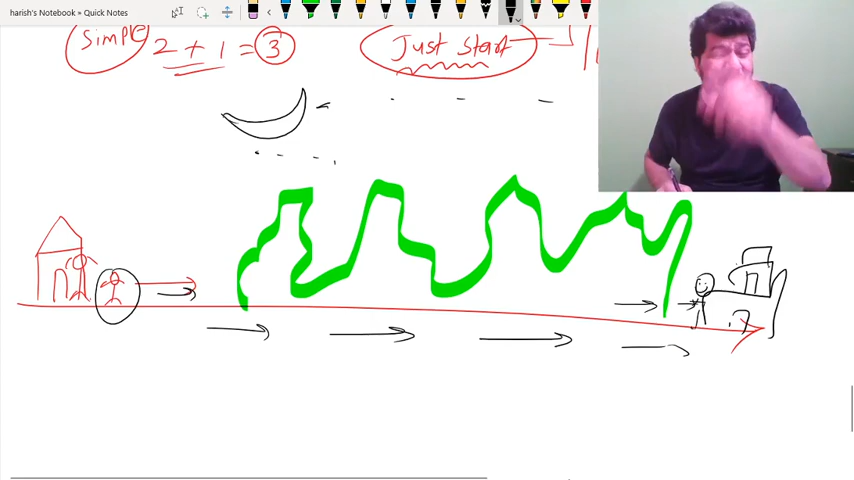 harish's Notebook » Quick Notes
Simple 2 + 1 = 3 Just Start